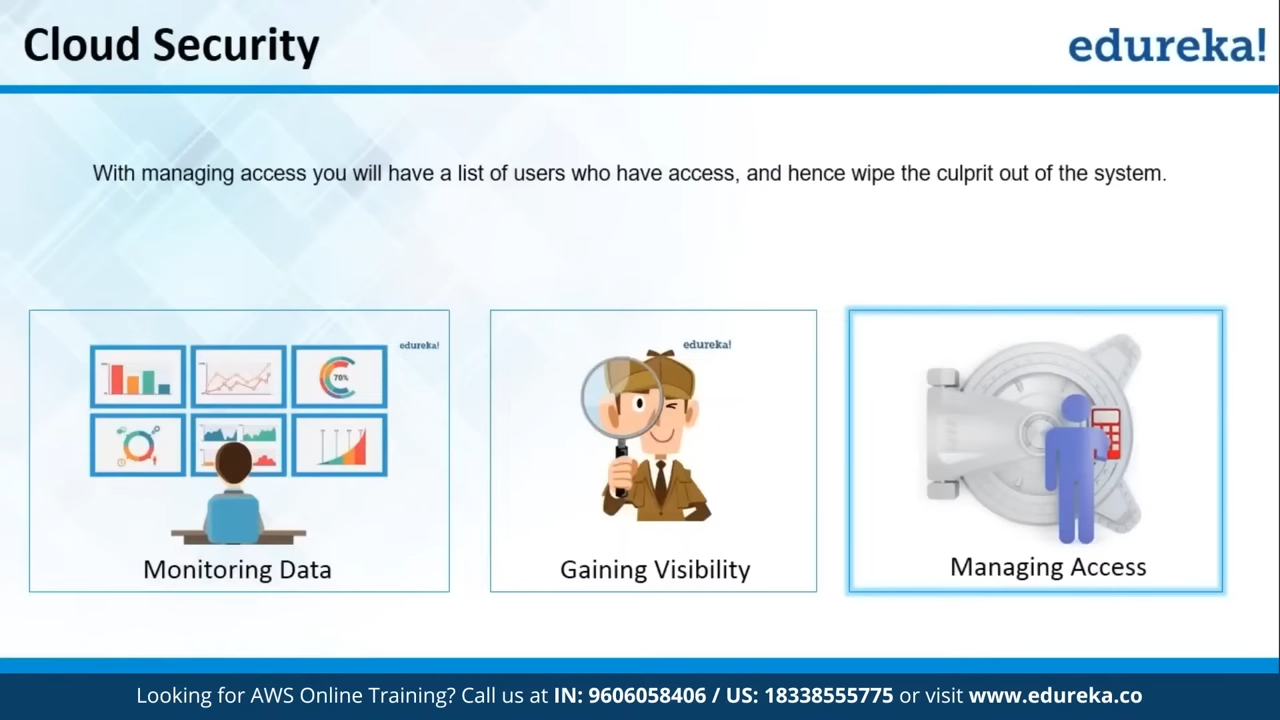 Cloud Security
edureka!
With managing access you will have a list of users who have access, and hence wipe the culprit out of the system.
edureka!
70%
Monitoring Data
edureka!
Gaining Visibility
Managing Access
Looking for AWS Online Training? Call us at IN: 9606058406 / US: 18338555775 or visit www.edureka.co